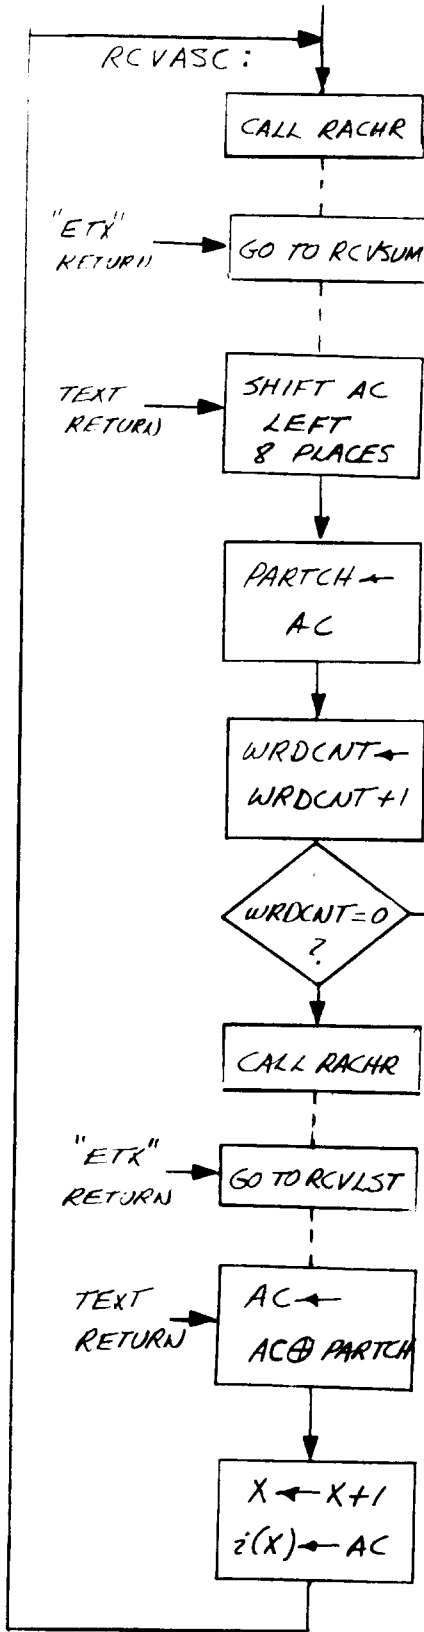 RCVASC:
CALL RACHR
"ETX"
RETURN
GO TO RCVSUM
TEXT
RETURN
SHIFT AC
LEFT
8 PLACES
PARTCH ←
AC
WRDCNT ←
WRDCNT + 1
WRDCNT = 0
?
CALL RACHR
"ETX"
RETURN
GO TO RCVLST
TEXT
RETURN
AC ←
AC ⊕ PARTCH
X ← X + 1
i(X) ← AC